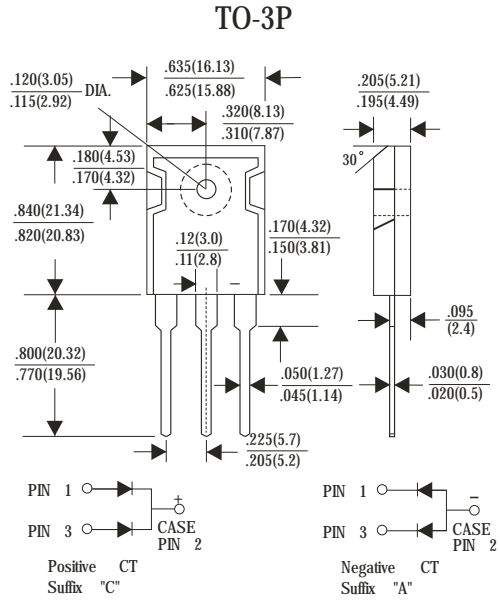 TO-3P
.635(16.13)
.625(15.88)
.120(3.05)
.115(2.92)
DIA.
.205(5.21)
.195(4.49)
.320(8.13)
.310(7.87)
.180(4.53)
.170(4.32)
30°
.840(21.34)
.820(20.83)
.12(3.0)
.11(2.8)
.170(4.32)
.150(3.81)
.095
(2.4)
.800(20.32)
.770(19.56)
.050(1.27)
.045(1.14)
.030(0.8)
.020(0.5)
.225(5.7)
.205(5.2)
PIN 1
+
PIN 3
CASE
PIN 2
Positive CT
Suffix "C"
PIN 1
−
PIN 3
CASE
PIN 2
Negative CT
Suffix "A"